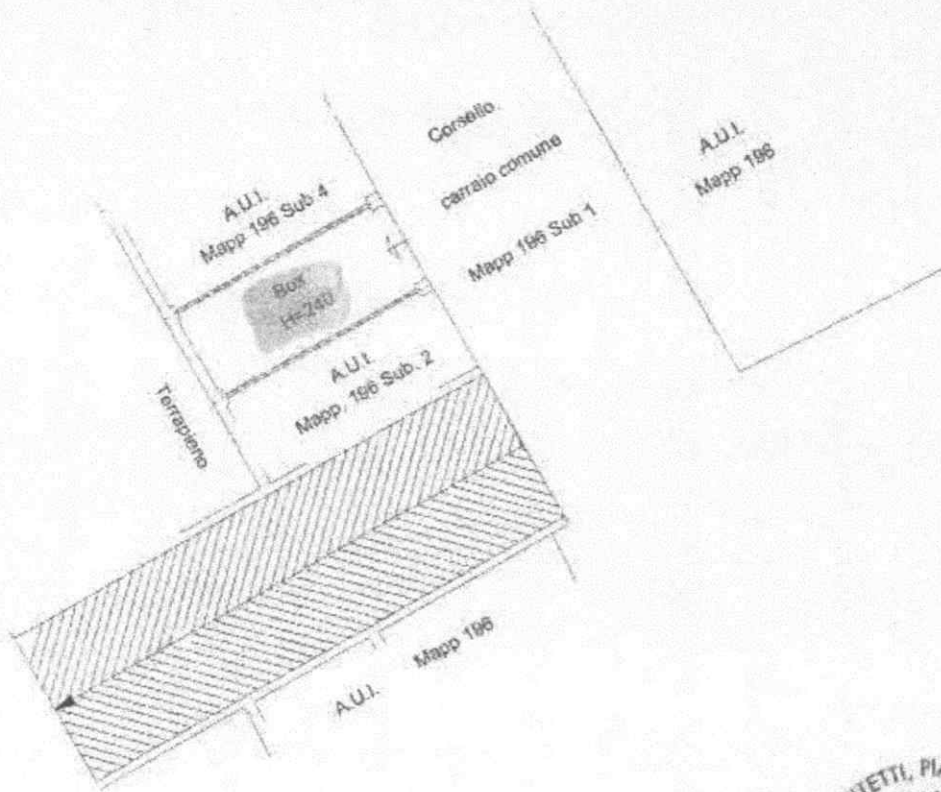 Corsello
carraio comune
Mapp 196 Sub 1
A.U.I.
Mapp 196
A.U.I.
Mapp 196 Sub 4
Box
H=240
A.U.I.
Mapp. 196 Sub. 2
Terrapieno
A.U.I. Mapp 196